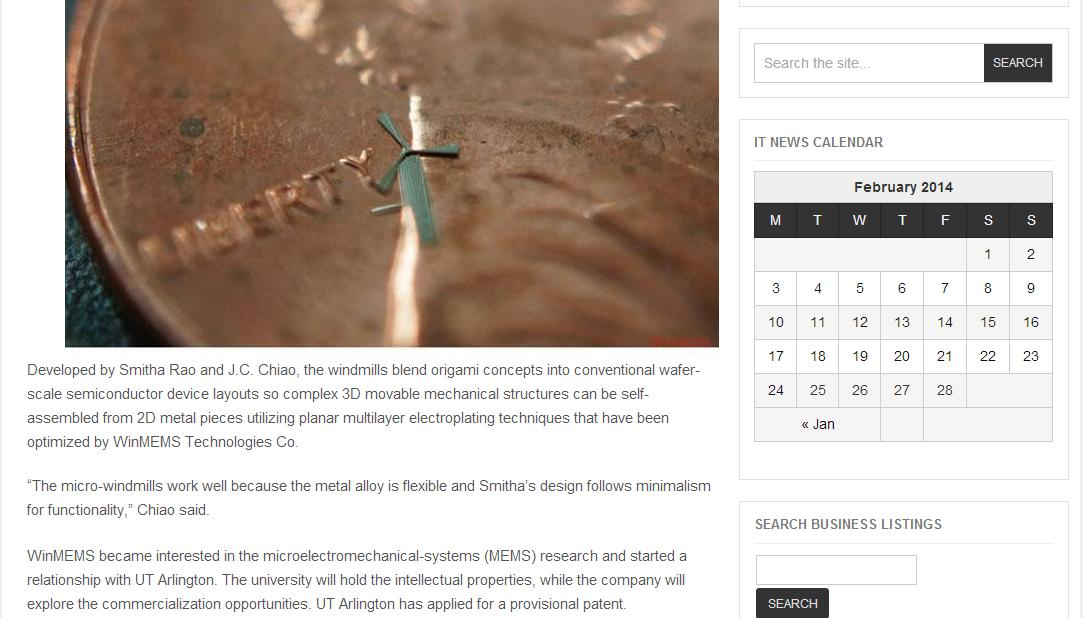 LIBERTY
Developed by Smitha Rao and J.C. Chiao, the windmills blend origami concepts into conventional wafer-
scale semiconductor device layouts so complex 3D movable mechanical structures can be self-
assembled from 2D metal pieces utilizing planar multilayer electroplating techniques that have been
optimized by WinMEMS Technologies Co.
“The micro-windmills work well because the metal alloy is flexible and Smitha’s design follows minimalism
for functionality,” Chiao said.
WinMEMS became interested in the microelectromechanical-systems (MEMS) research and started a
relationship with UT Arlington. The university will hold the intellectual properties, while the company will
explore the commercialization opportunities. UT Arlington has applied for a provisional patent.
Search the site...
SEARCH
IT NEWS CALENDAR
February 2014
M T W T F S S
1 2
3 4 5 6 7 8 9
10 11 12 13 14 15 16
17 18 19 20 21 22 23
24 25 26 27 28
« Jan
SEARCH BUSINESS LISTINGS
SEARCH